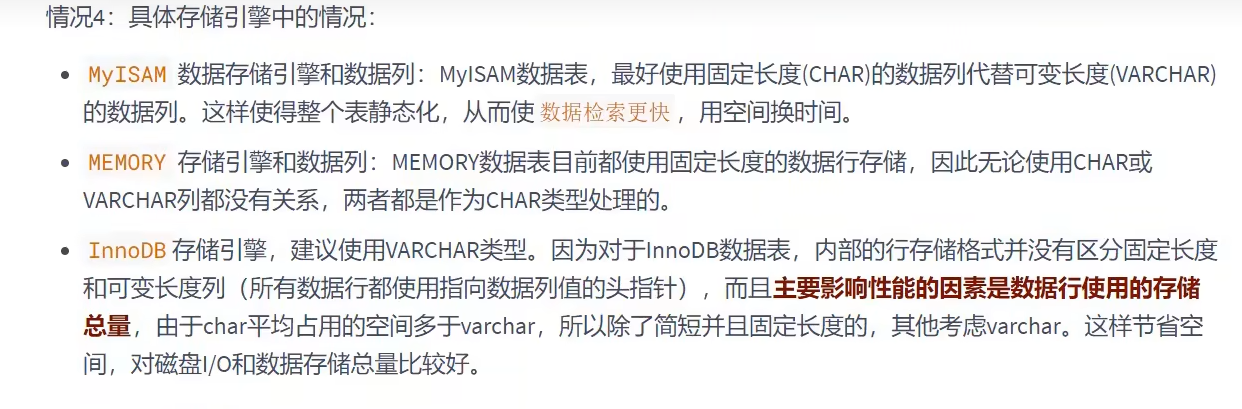 情况4：具体存储引擎中的情况：
MyISAM 数据存储引擎和数据列：MyISAM数据表，最好使用固定长度(CHAR)的数据列代替可变长度(VARCHAR)
的数据列。这样使得整个表静态化，从而使 数据检索更快 ，用空间换时间。
MEMORY 存储引擎和数据列：MEMORY数据表目前都使用固定长度的数据行存储，因此无论使用CHAR或
VARCHAR列都没有关系，两者都是作为CHAR类型处理的。
InnoDB 存储引擎，建议使用VARCHAR类型。因为对于InnoDB数据表，内部的行存储格式并没有区分固定长度
和可变长度列（所有数据行都使用指向数据列值的头指针），而且主要影响性能的因素是数据行使用的存储
总量，由于char平均占用的空间多于varchar，所以除了简短并且固定长度的，其他考虑varchar。这样节省空
间，对磁盘I/O和数据存储总量比较好。